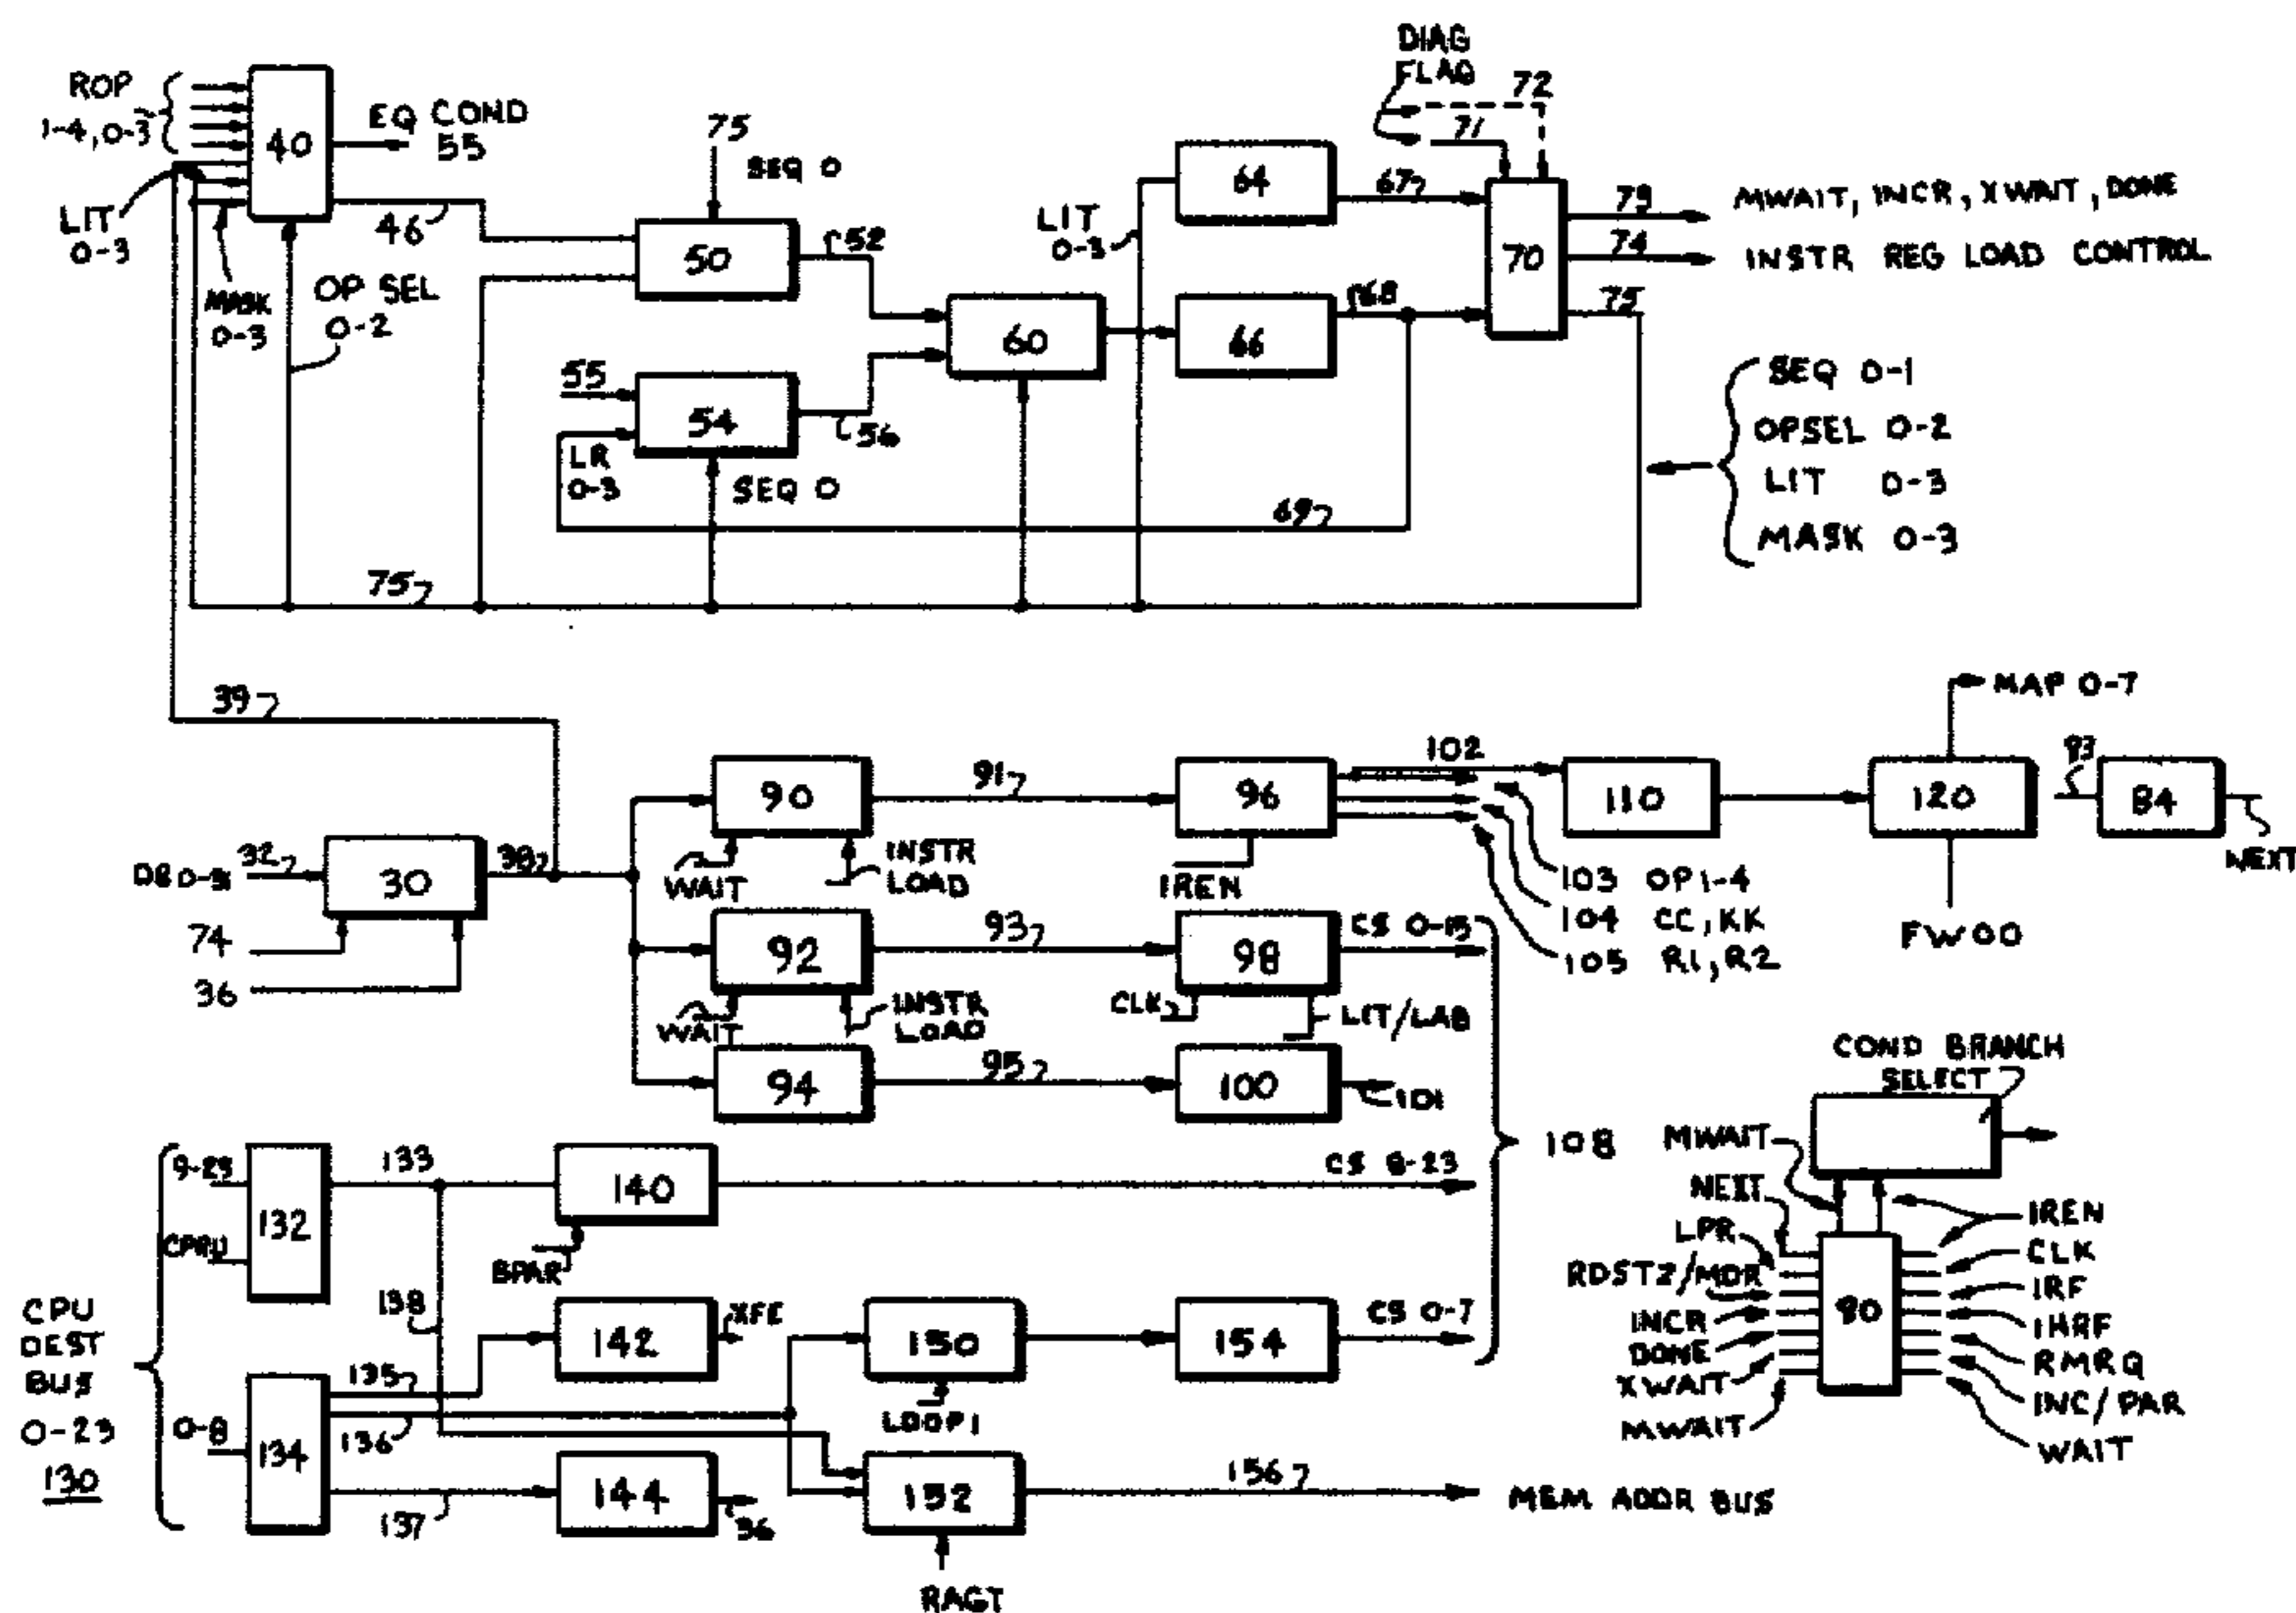 DIAG
FLAG
72
71
ROP
1-4, 0-3
40
EQ COND
55
75
SEQ 0
64
67
LIT
0-3
MASK
0-3
OP SEL
0-2
46
50
52
LIT
0-3
70
79
MWAIT, INCR, XWAIT, DONE
74
INSTR REG LOAD CONTROL
75
60
66
68
55
54
56
LR
0-3
SEQ 0
69
SEQ 0-1
OPSEL 0-2
LIT 0-3
MASK 0-3
75
39
MAP 0-7
90
91
96
102
110
120
84
NEXT
32
30
38
WAIT
INSTR
LOAD
IREN
103 OP1-4
104 CC, KK
105 R1, R2
FW00
74
36
92
93
98
CS 0-15
WAIT
INSTR
LOAD
CLK
LIT/LAB
94
95
100
101
108
COND BRANCH
SELECT
9-23
CPRU
132
133
140
BPAR
CS 8-23
MWAIT
NEXT
LPR
RDST2/MDR
INCR
DONE
XWAIT
MWAIT
IREN
CLK
IRF
IHRF
RMRQ
INC/PAR
WAIT
CPU
DEST
BUS
0-23
130
138
0-8
134
135
136
137
142
XFE
150
LOOP1
154
CS 0-7
144
36
152
156
MEM ADDR BUS
RAGT